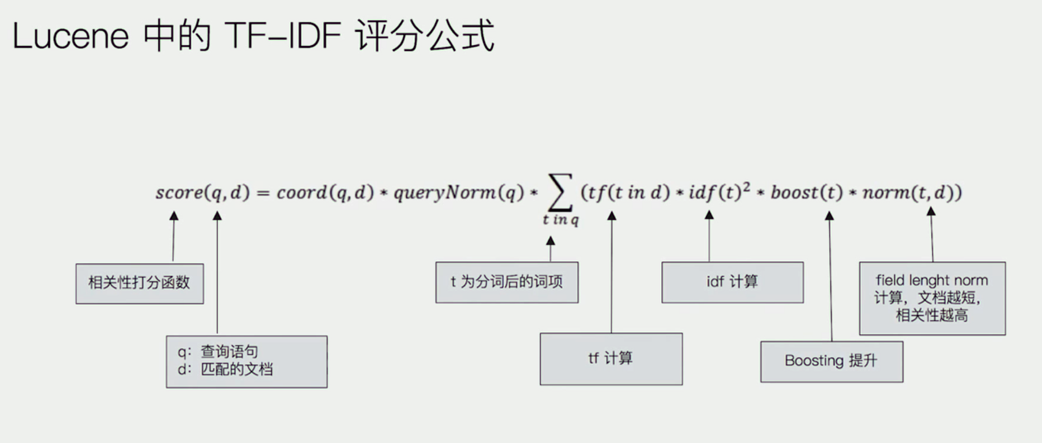 Lucene 中的 TF-IDF 评分公式
score(q,d) = coord(q,d) * queryNorm(q) * ∑ (tf(t in d) * idf(t)² * boost(t) * norm(t,d))
t in q
相关性打分函数
t 为分词后的词项
idf 计算
field lenght norm
计算，文档越短，
相关性越高
q：查询语句
d：匹配的文档
tf 计算
Boosting 提升